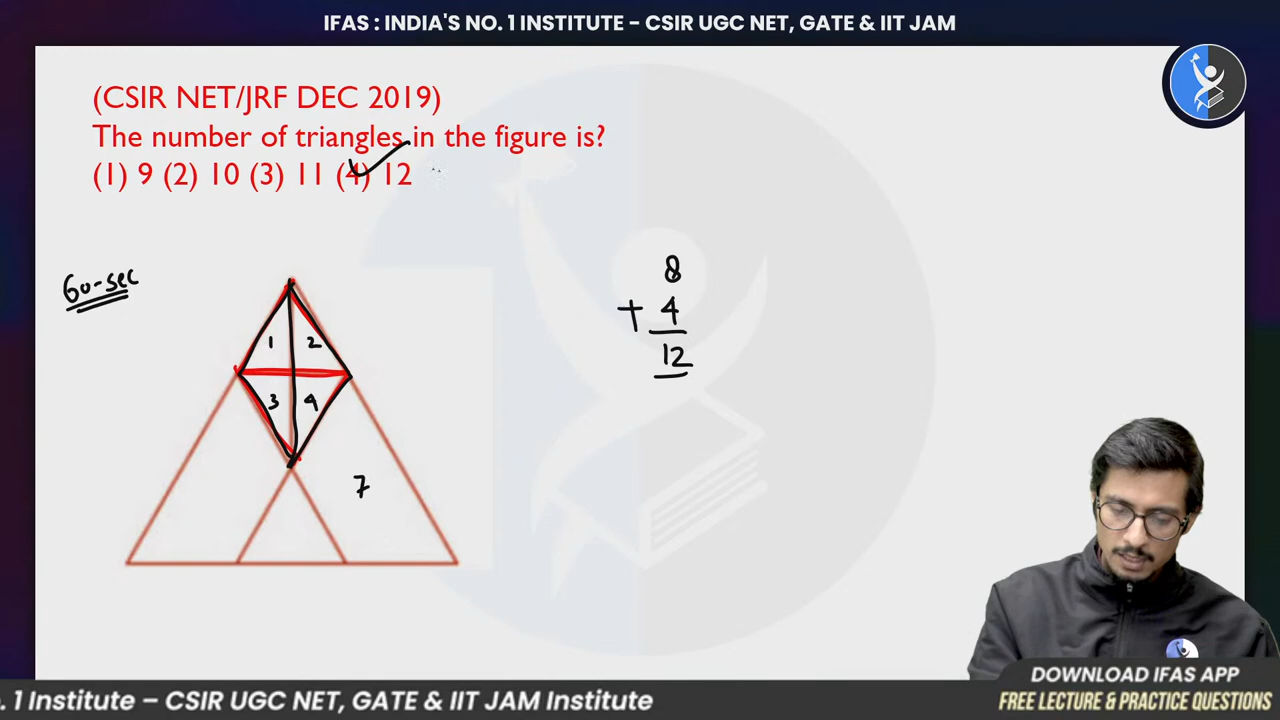 IFAS : INDIA'S NO. 1 INSTITUTE - CSIR UGC NET, GATE & IIT JAM
(CSIR NET/JRF DEC 2019)
The number of triangles in the figure is?
(1) 9 (2) 10 (3) 11 (4) 12
60-sec
8
+ 4
12
1 2
3 4
7
DOWNLOAD IFAS APP
FREE LECTURE & PRACTICE QUESTIONS
. 1 Institute – CSIR UGC NET, GATE & IIT JAM Institute